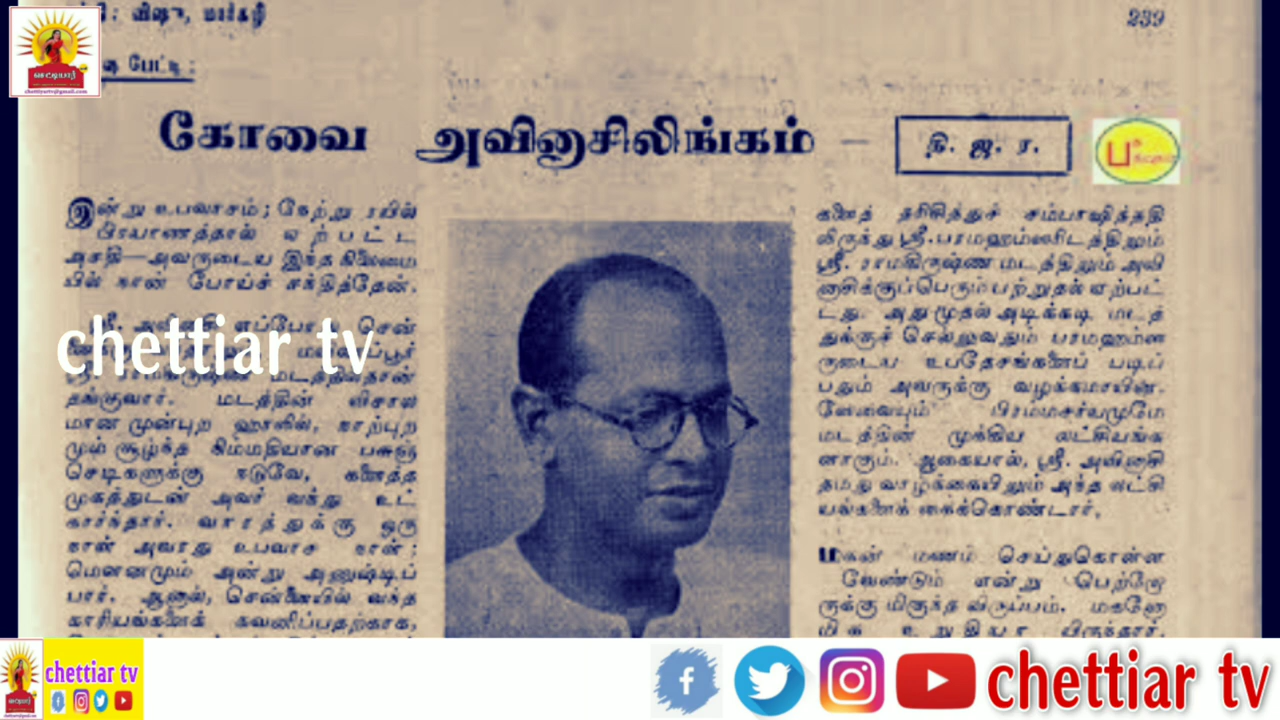 : விஷு, மார்கழி
239
பேட்டி :
கோவை அவினாசிலிங்கம் —
நி. ஜ. ர.
இன்று உபவாசம்; நேற்று ரயில்
பிரயாணத்தால் ஏற்பட்ட
அசதி—அவருடைய இந்த நிலைமை
யில் நான் போய்ச் சந்தித்தேன்.
தங்குவார். மடத்தின் விசால
மான முன்புற ஹாலில், நாற்புற
மும் சூழ்ந்த நிம்மதியான பசுஞ்
செடிகளுக்கு நடுவே, கனைத்த
முகத்துடன் அவர் வந்து உட்
கார்ந்தார். வாரத்துக்கு ஒரு
நாள் அவரது உபவாச நாள்;
மௌனமும் அன்று அனுஷ்டிப்
பார். ஆனால், சென்னையில் வந்த
காரியங்களைக் கவனிப்பதற்காக,
களைத் தரிசித்துச் சம்பாஷித்ததி
லிருந்து ஸ்ரீ.பரமஹம்ஸரிடத்திலும்
ஸ்ரீ. ராமகிருஷ்ண மடத்திலும் அவி
னாசிக்குப்பெரும் பற்றுதல் ஏற்பட்
டது. அதுமுதல் அடிக்கடி மடத்
துக்குச் செல்லுவதும் பரமஹம்ஸ
ருடைய உபதேசங்களைப் படிப்
பதும் அவருக்கு வழக்கமாயின.
ஸேவையும் பிரம்மசர்யமுமே
மடத்தின் முக்கிய லட்சியங்க
ளாகும். ஆகையால், ஸ்ரீ. அவினாசி
தமது வாழ்க்கையிலும் அந்த லட்சி
யங்களைக் கைக்கொண்டார்.
மகன் மணம் செய்துகொள்ள
வேண்டும் என்று பெற்றோ
ருக்கு மிகுந்த விருப்பம். மகனோ
மிக உறுதியாயிருந்தார்.
chettiar tv
chettiar tv
chettiar tv